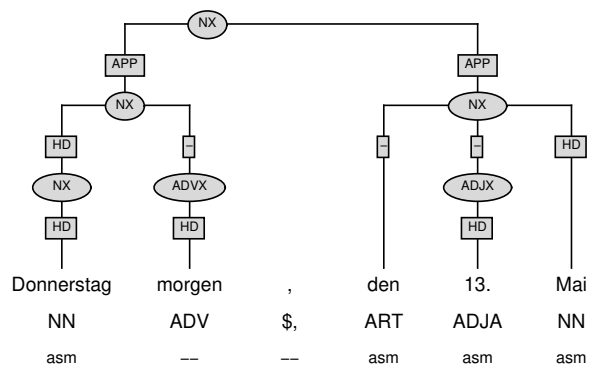 NX
APP APP
NX NX
HD – – – HD
NX ADVX ADJX
HD HD HD
Donnerstag morgen , den 13. Mai
NN ADV $, ART ADJA NN
asm –– –– asm asm asm